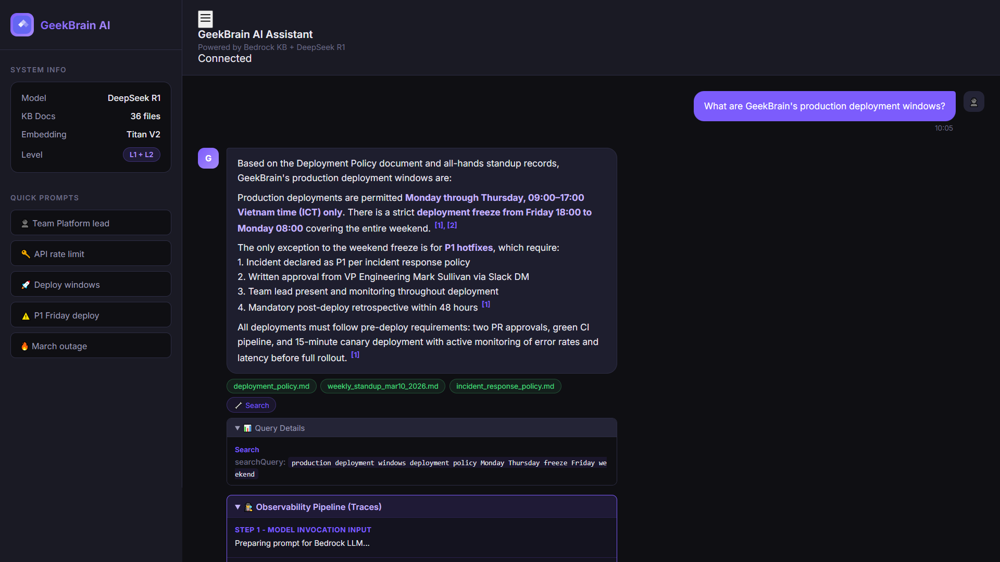 GeekBrain AI
SYSTEM INFO
Model DeepSeek R1
KB Docs 36 files
Embedding Titan V2
Level L1 + L2
QUICK PROMPTS
Team Platform lead
API rate limit
Deploy windows
P1 Friday deploy
March outage
GeekBrain AI Assistant
Powered by Bedrock KB + DeepSeek R1
Connected
What are GeekBrain's production deployment windows?
10:05
G
Based on the Deployment Policy document and all-hands standup records,
GeekBrain's production deployment windows are:
Production deployments are permitted Monday through Thursday, 09:00–17:00
Vietnam time (ICT) only. There is a strict deployment freeze from Friday 18:00 to
Monday 08:00 covering the entire weekend. [1], [2]
The only exception to the weekend freeze is for P1 hotfixes, which require:
1. Incident declared as P1 per incident response policy
2. Written approval from VP Engineering Mark Sullivan via Slack DM
3. Team lead present and monitoring throughout deployment
4. Mandatory post-deploy retrospective within 48 hours [1]
All deployments must follow pre-deploy requirements: two PR approvals, green CI
pipeline, and 15-minute canary deployment with active monitoring of error rates and
latency before full rollout. [1]
deployment_policy.md weekly_standup_mar10_2026.md incident_response_policy.md
Search
Query Details
Search
searchQuery: production deployment windows deployment policy Monday Thursday freeze Friday we
ekend
Observability Pipeline (Traces)
STEP 1 - MODEL INVOCATION INPUT
Preparing prompt for Bedrock LLM...